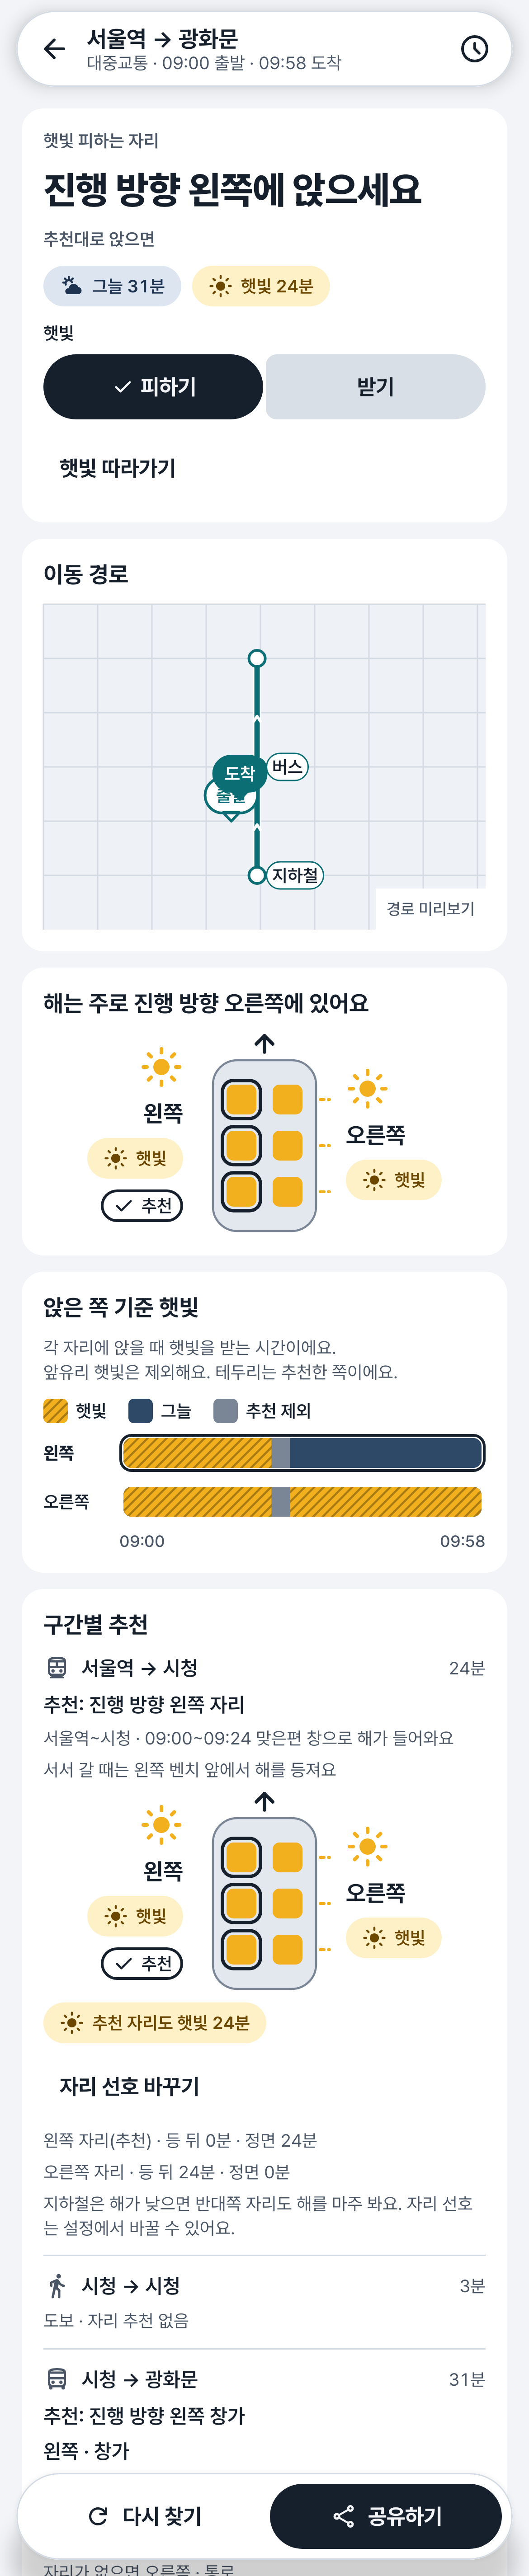 서울역 → 광화문
대중교통 · 09:00 출발 · 09:58 도착
햇빛 피하는 자리
진행 방향 왼쪽에 앉으세요
추천대로 앉으면
그늘 31분
햇빛 24분
햇빛
피하기
받기
햇빛 따라가기
이동 경로
버스
도착
출발
지하철
경로 미리보기
해는 주로 진행 방향 오른쪽에 있어요
왼쪽
오른쪽
햇빛
햇빛
추천
앉은 쪽 기준 햇빛
각 자리에 앉을 때 햇빛을 받는 시간이에요.
앞유리 햇빛은 제외해요. 테두리는 추천한 쪽이에요.
햇빛
그늘
추천 제외
왼쪽
오른쪽
09:00
09:58
구간별 추천
서울역 → 시청
24분
추천: 진행 방향 왼쪽 자리
서울역~시청 · 09:00~09:24 맞은편 창으로 해가 들어와요
서서 갈 때는 왼쪽 벤치 앞에서 해를 등져요
왼쪽
오른쪽
햇빛
햇빛
추천
추천 자리도 햇빛 24분
자리 선호 바꾸기
왼쪽 자리(추천) · 등 뒤 0분 · 정면 24분
오른쪽 자리 · 등 뒤 24분 · 정면 0분
지하철은 해가 낮으면 반대쪽 자리도 해를 마주 봐요. 자리 선호
는 설정에서 바꿀 수 있어요.
시청 → 시청
3분
도보 · 자리 추천 없음
시청 → 광화문
31분
추천: 진행 방향 왼쪽 창가
왼쪽 · 창가
다시 찾기
공유하기
자리가 없으면 오른쪽 · 통로